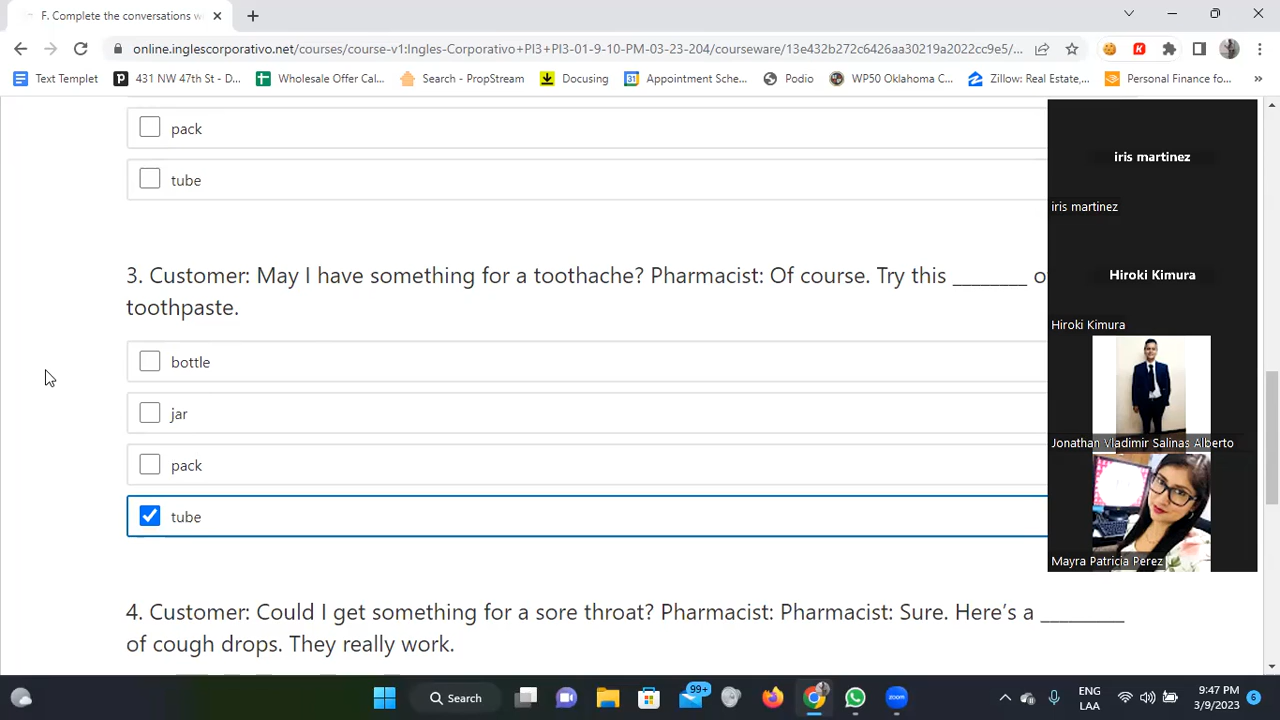 F. Complete the conversations w
online.inglescorporativo.net/courses/course-v1:Ingles-Corporativo+PI3+PI3-01-9-10-PM-03-23-204/courseware/13e432b272c6426aa30219a2022cc9e5/...
Text Templet
431 NW 47th St - D...
Wholesale Offer Cal...
Search - PropStream
Docusing
Appointment Sche...
Podio
WP50 Oklahoma C...
Zillow: Real Estate,...
Personal Finance fo...
»
pack
tube
3. Customer: May I have something for a toothache? Pharmacist: Of course. Try this ________ o
toothpaste.
bottle
jar
pack
tube
4. Customer: Could I get something for a sore throat? Pharmacist: Pharmacist: Sure. Here's a _________
of cough drops. They really work.
iris martinez
iris martinez
Hiroki Kimura
Hiroki Kimura
Jonathan Vladimir Salinas Alberto
Mayra Patricia Perez
Search
99+
zoom
ENG
LAA
9:47 PM
3/9/2023
6